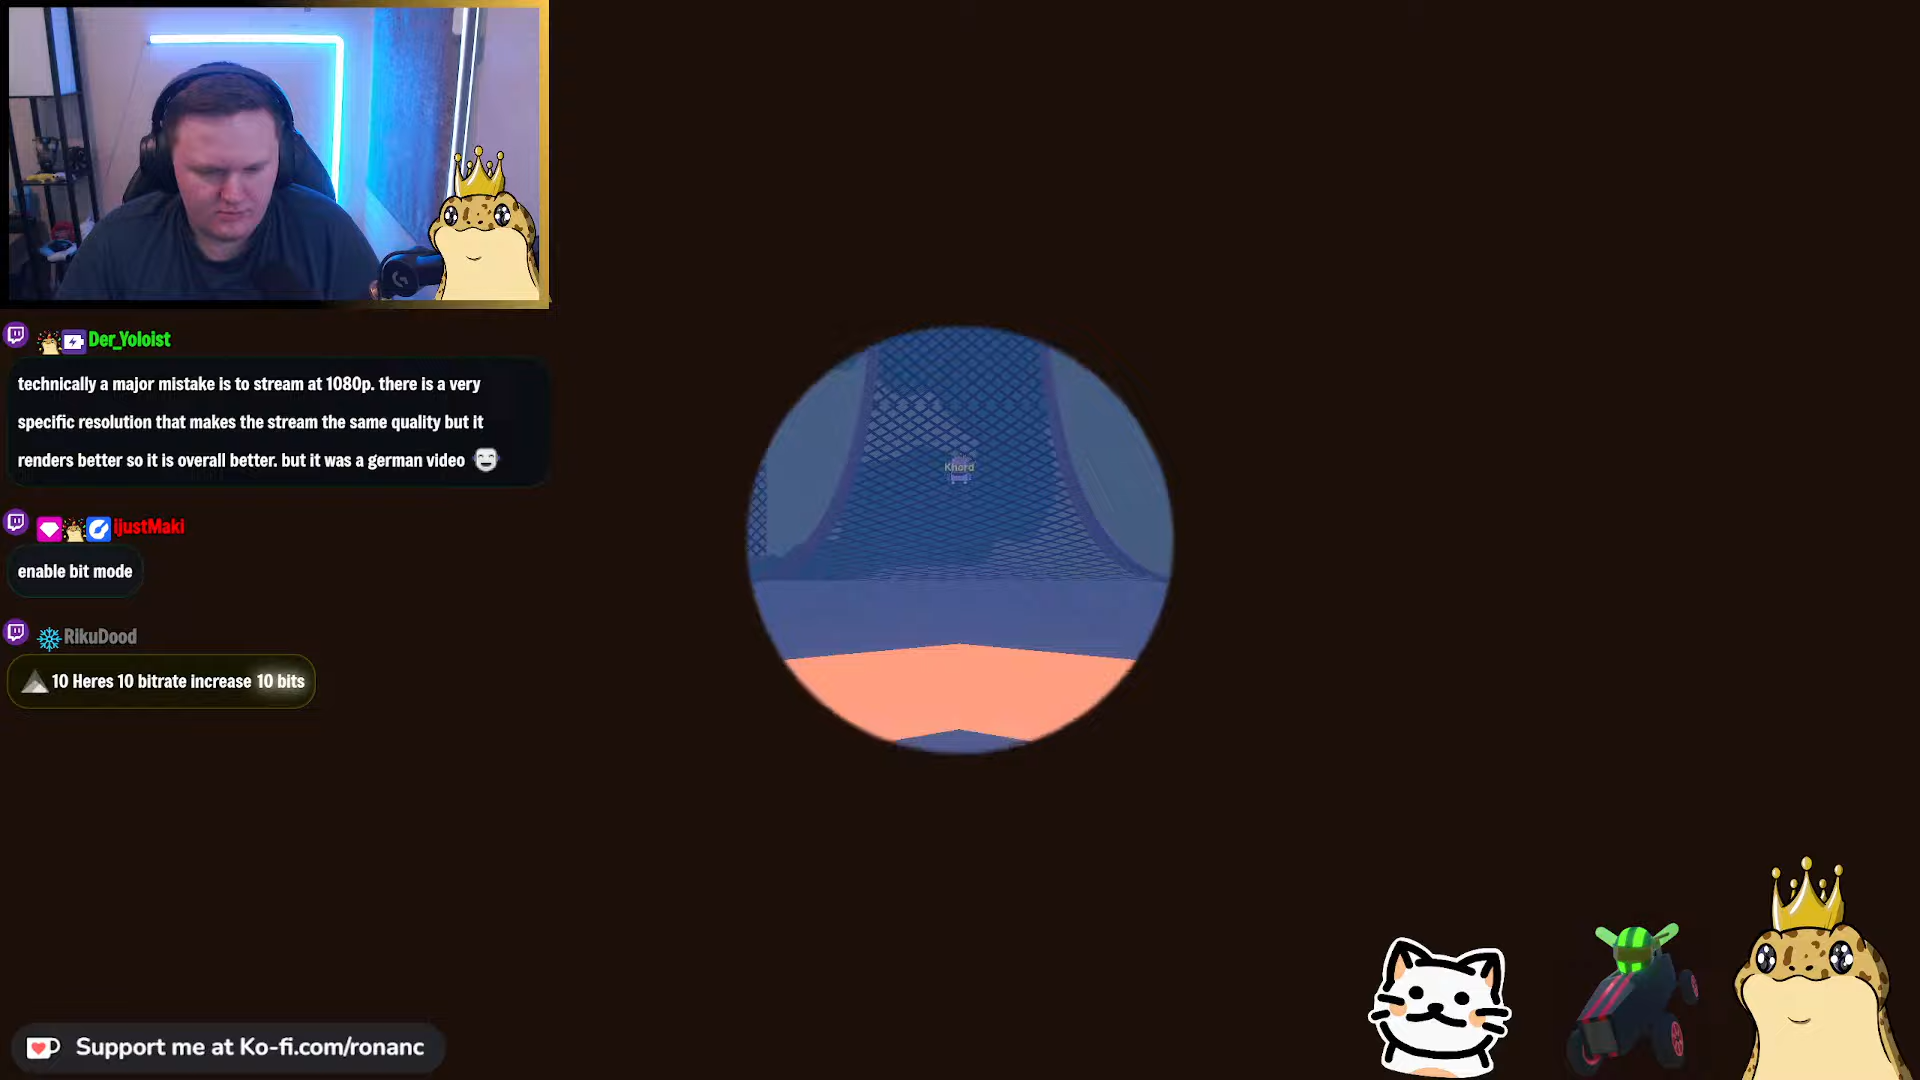 Der_Yoloist
technically a major mistake is to stream at 1080p. there is a very
specific resolution that makes the stream the same quality but it
renders better so it is overall better. but it was a german video
ijustMaki
enable bit mode
RikuDood
10 Heres 10 bitrate increase 10 bits
Khord
Support me at Ko-fi.com/ronanc